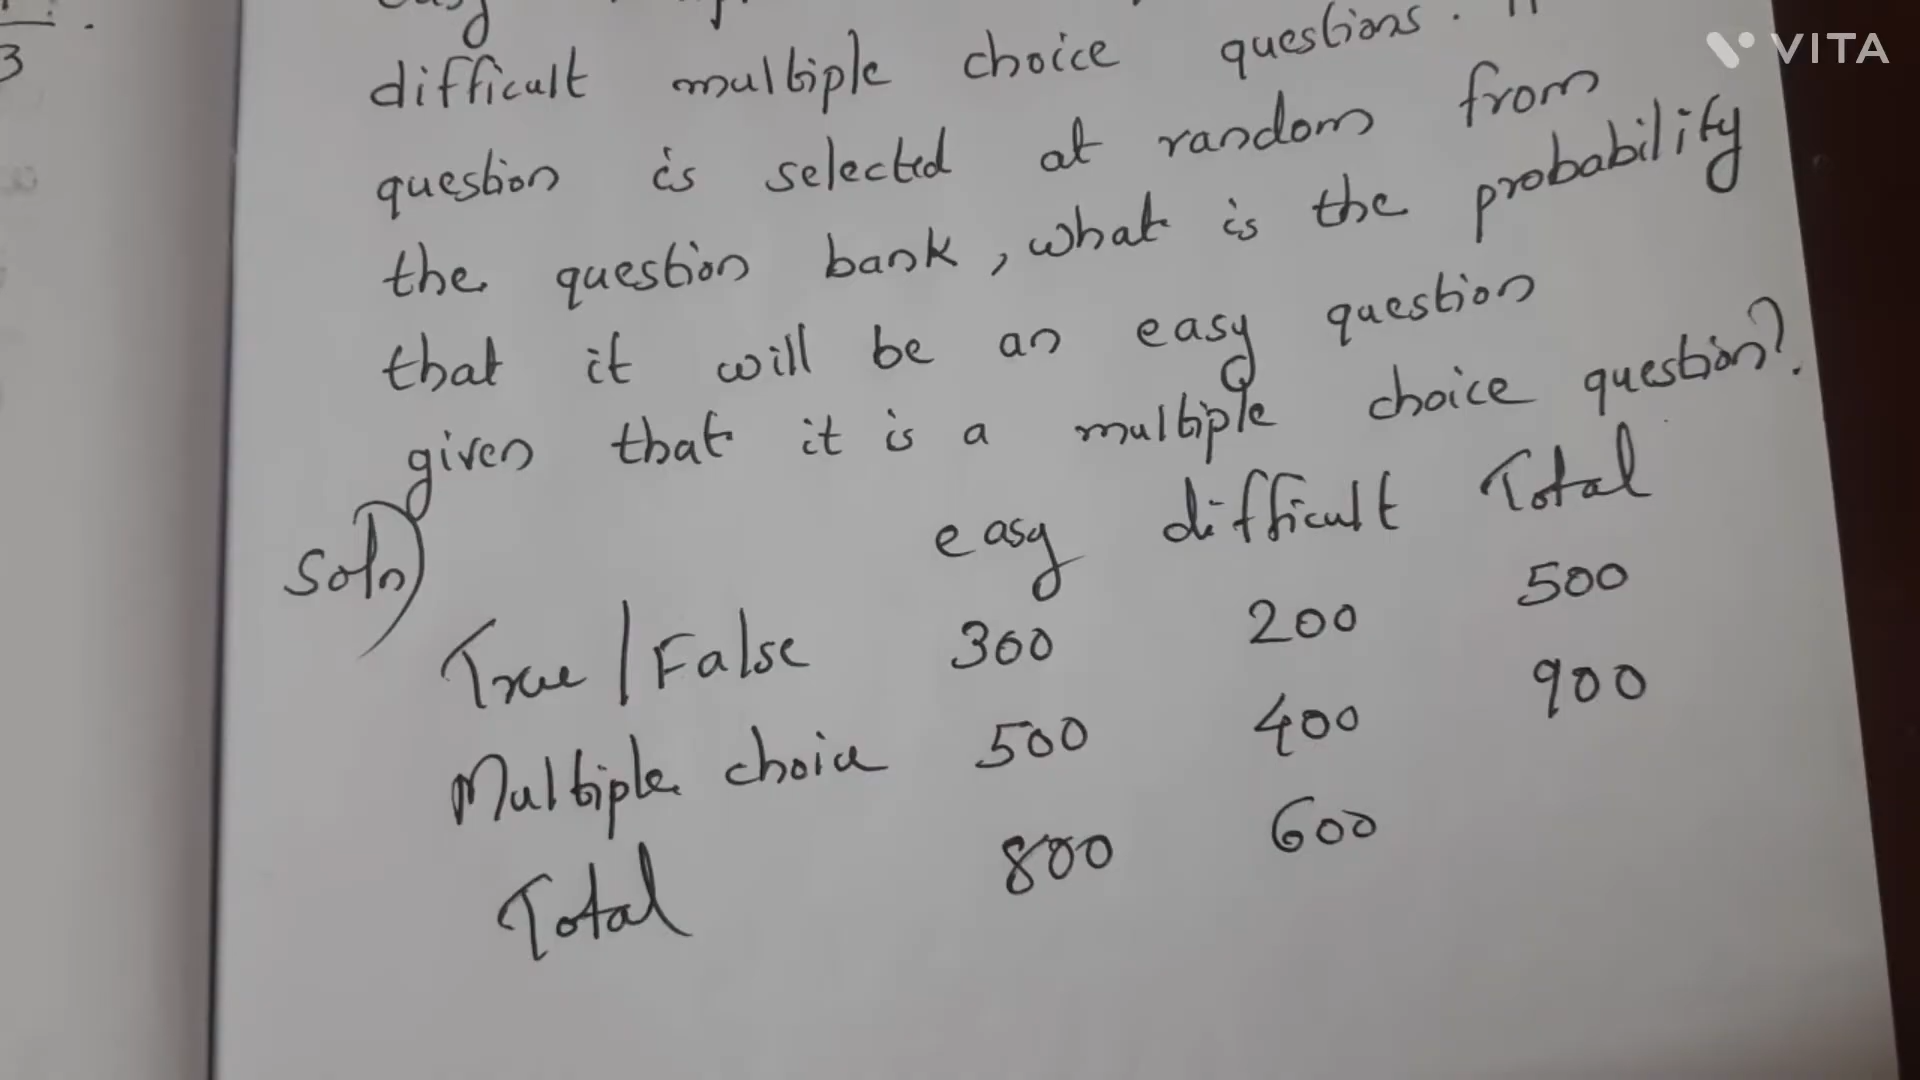 3
difficult multiple choice questions.
question is selected at random from
the question bank, what is the probability
that it will be an easy question
given that it is a multiple choice question?.
Soln)
easy difficult Total
True/False 300 200 500
Multiple choice 500 400 900
Total 800 600
VITA